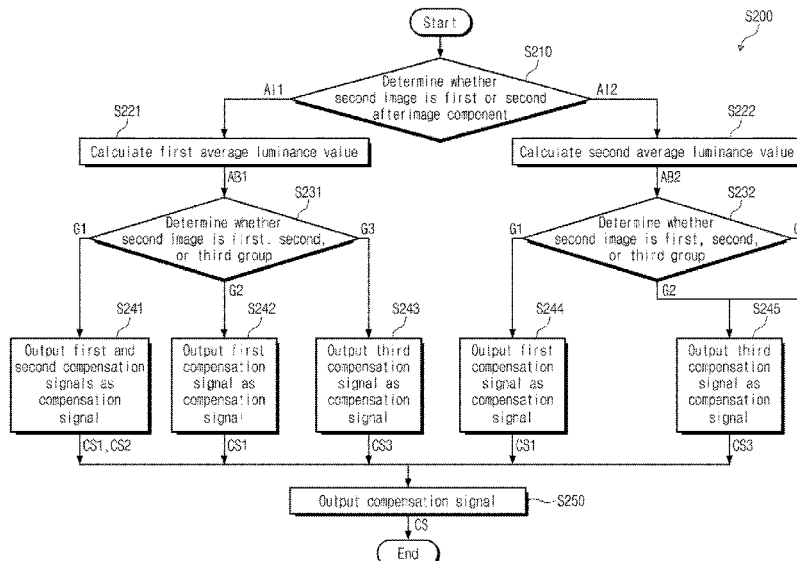 Start
S200
S210
Determine whether
second image is first or second
afterimage component
AI1
AI2
S221
Calculate first average luminance value
S222
Calculate second average luminance value
AB1
AB2
S231
Determine whether
second image is first. second,
or third group
G1
G3
G2
S232
Determine whether
second image is first, second,
or third group
G1
G2
S241
Output first and
second compensation
signals as
compensation
signal
S242
Output first
compensation
signal as
compensation
signal
S243
Output third
compensation
signal as
compensation
signal
S244
Output first
compensation
signal as
compensation
signal
S245
Output third
compensation
signal as
compensation
signal
CS1,CS2
CS1
CS3
CS1
CS3
Output compensation signal
S250
CS
End